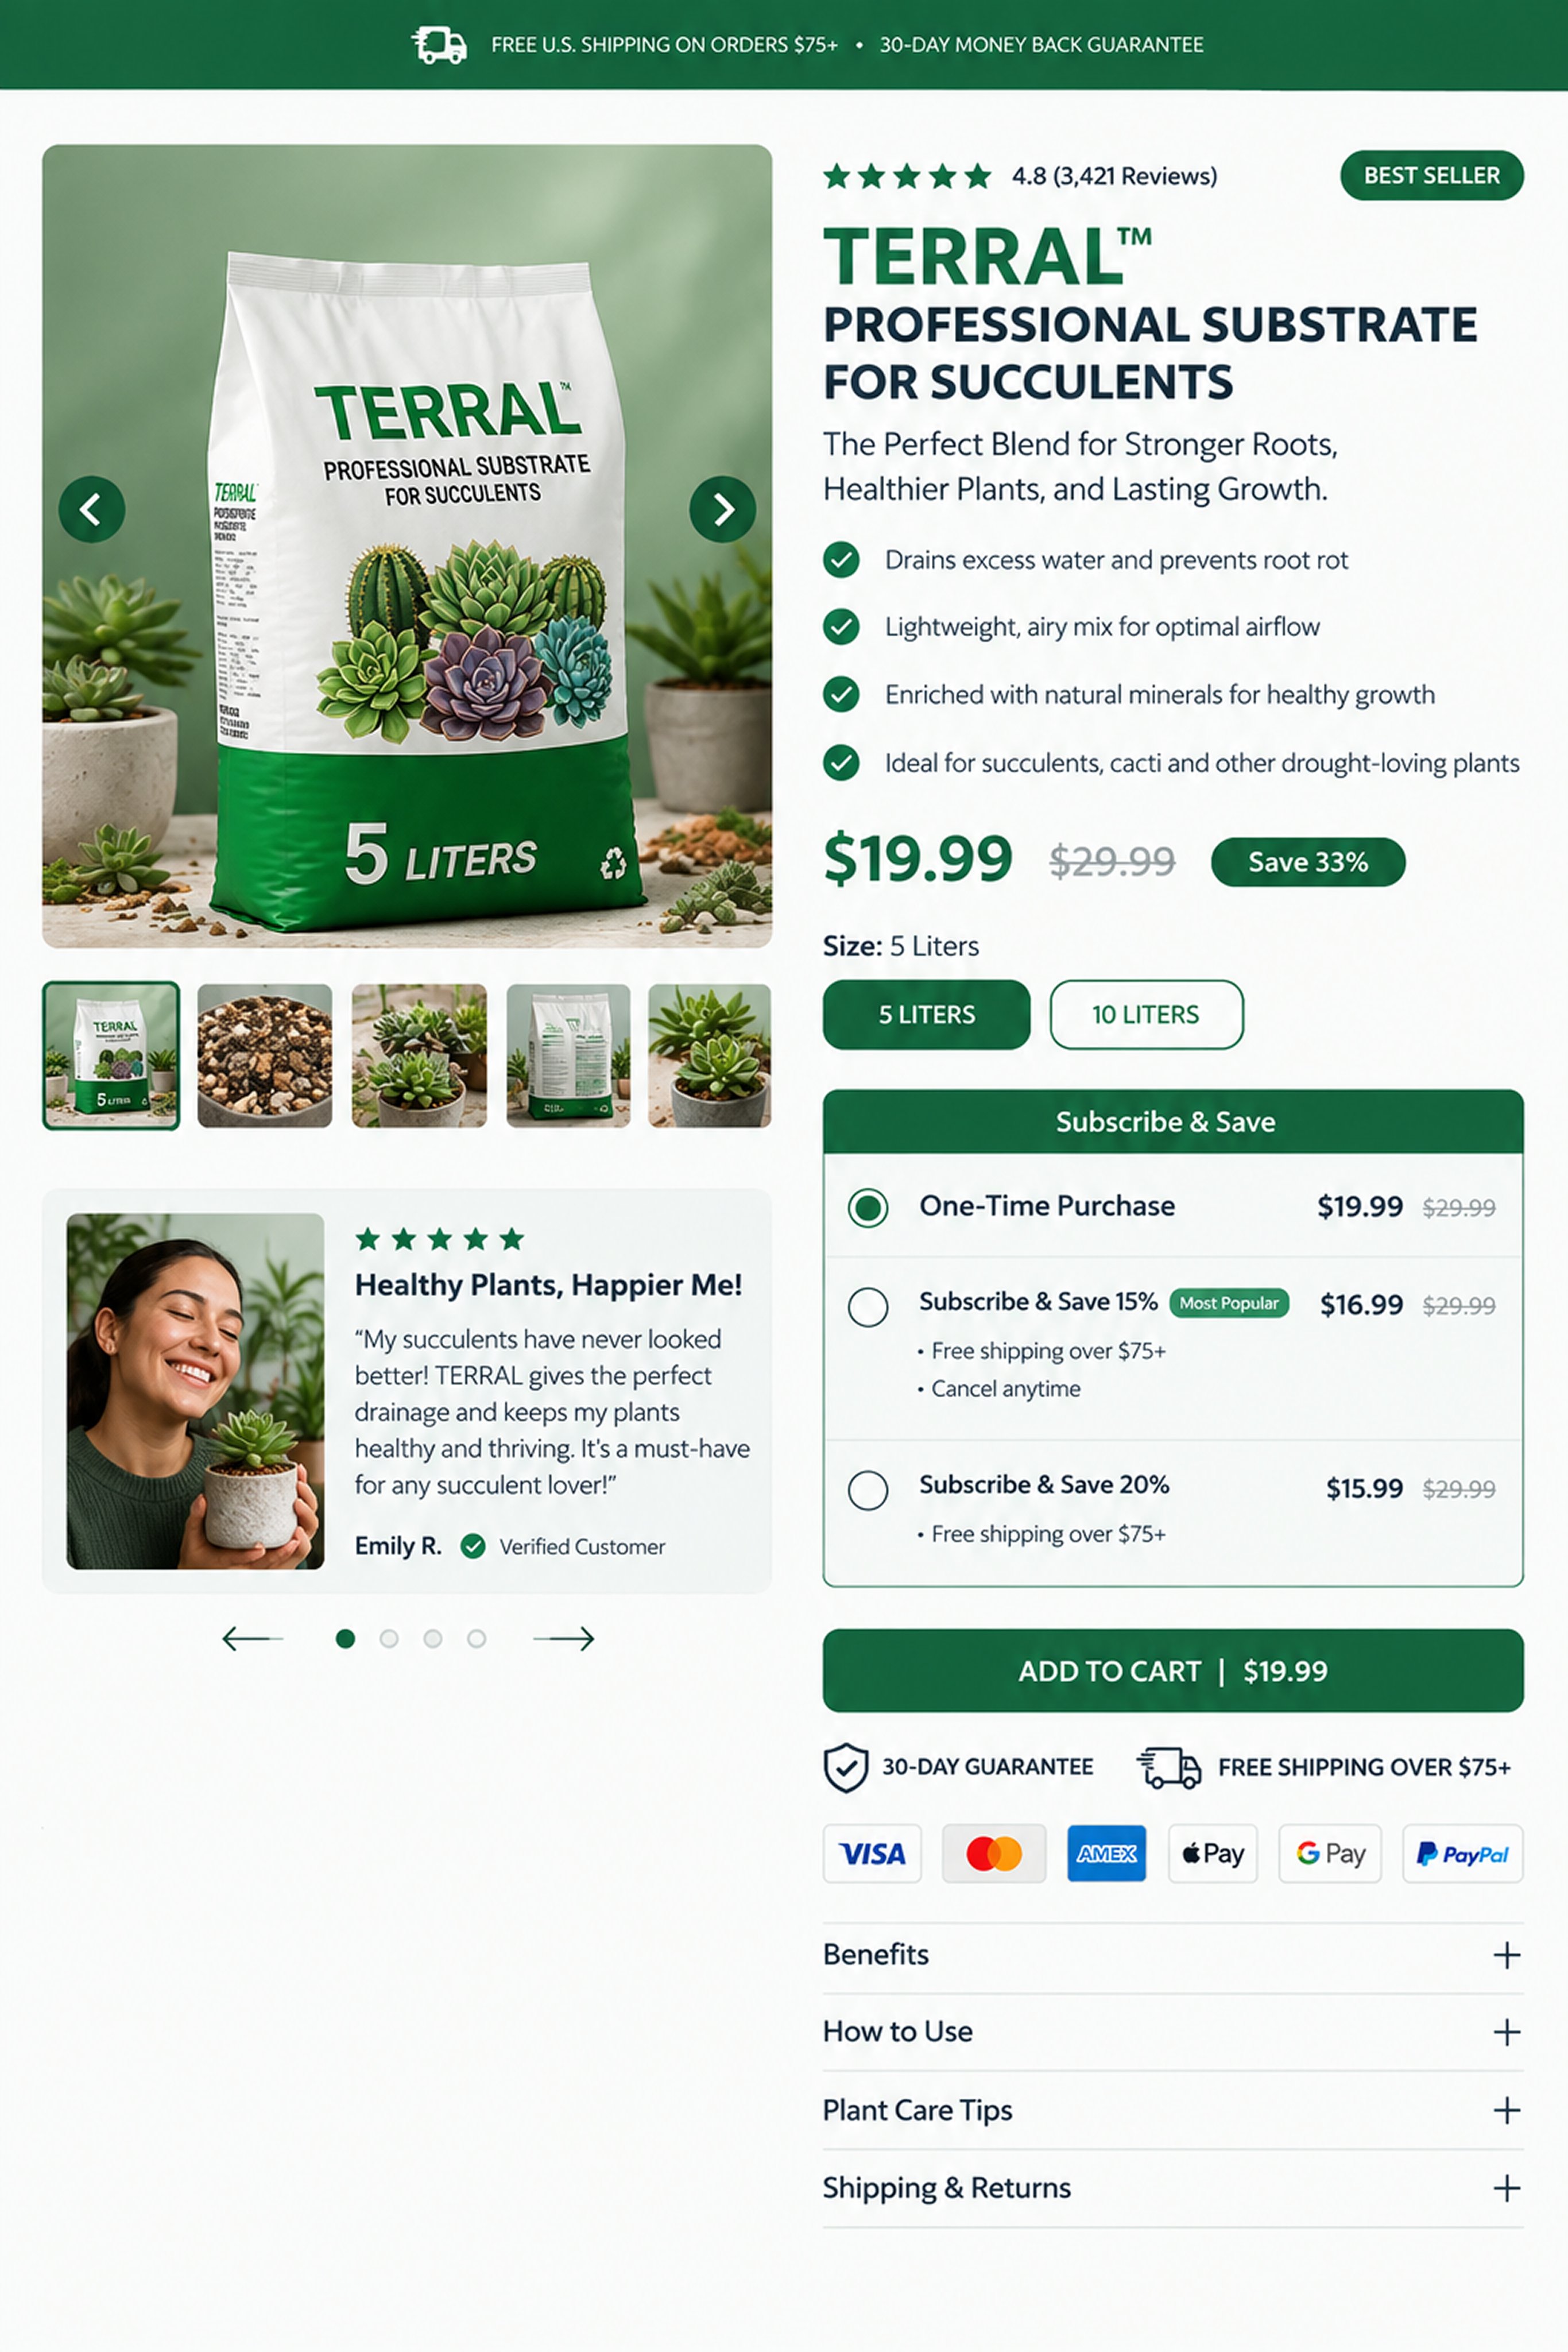 FREE U.S. SHIPPING ON ORDERS $75+ • 30-DAY MONEY BACK GUARANTEE
TERRAL™
PROFESSIONAL SUBSTRATE
FOR SUCCULENTS
TERRAL
5 LITERS
TERRAL
5 LITERS
★★★★★
Healthy Plants, Happier Me!
“My succulents have never looked
better! TERRAL gives the perfect
drainage and keeps my plants
healthy and thriving. It's a must-have
for any succulent lover!”
Emily R. Verified Customer
★★★★★ 4.8 (3,421 Reviews)
BEST SELLER
TERRAL™
PROFESSIONAL SUBSTRATE
FOR SUCCULENTS
The Perfect Blend for Stronger Roots,
Healthier Plants, and Lasting Growth.
Drains excess water and prevents root rot
Lightweight, airy mix for optimal airflow
Enriched with natural minerals for healthy growth
Ideal for succulents, cacti and other drought-loving plants
$19.99 $29.99 Save 33%
Size: 5 Liters
5 LITERS 10 LITERS
Subscribe & Save
One-Time Purchase $19.99 $29.99
Subscribe & Save 15% Most Popular $16.99 $29.99
• Free shipping over $75+
• Cancel anytime
Subscribe & Save 20% $15.99 $29.99
• Free shipping over $75+
ADD TO CART | $19.99
30-DAY GUARANTEE FREE SHIPPING OVER $75+
VISA AMEX Pay G Pay PayPal
Benefits +
How to Use +
Plant Care Tips +
Shipping & Returns +